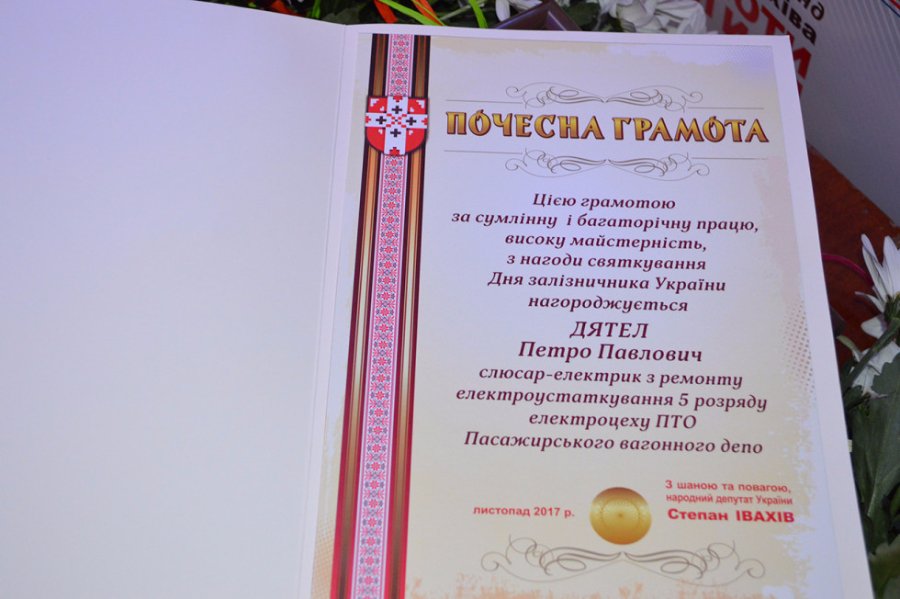 ПОЧЕСНА ГРАМОТА
Цією грамотою
за сумлінну і багаторічну працю,
високу майстерність,
з нагоди святкування
Дня залізничника України
нагороджується
ДЯТЕЛ
Петро Павлович
слюсар-електрик з ремонту
електроустаткування 5 розряду
електроцеху ПТО
Пасажирського вагонного депо
З шаною та повагою,
народний депутат України
листопад 2017 р.
Степан ІВАХІВ